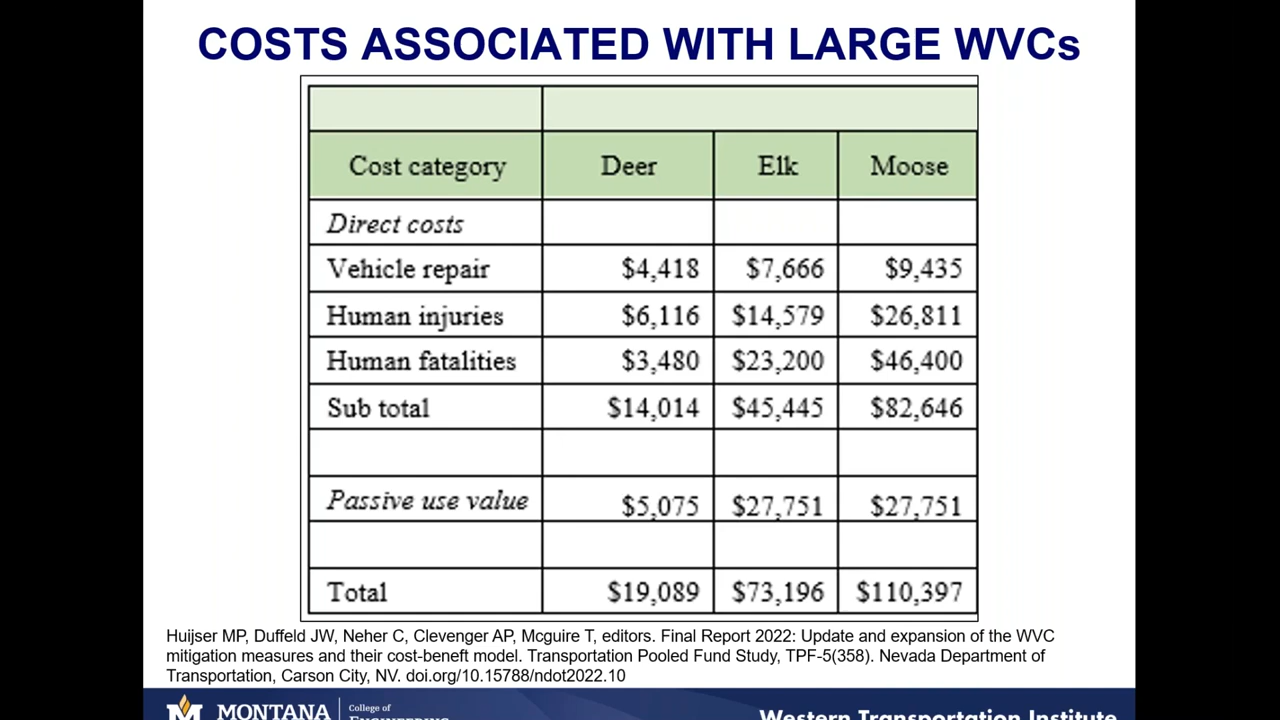 COSTS ASSOCIATED WITH LARGE WVCs
Cost category Deer Elk Moose
Direct costs
Vehicle repair $4,418 $7,666 $9,435
Human injuries $6,116 $14,579 $26,811
Human fatalities $3,480 $23,200 $46,400
Sub total $14,014 $45,445 $82,646
Passive use value $5,075 $27,751 $27,751
Total $19,089 $73,196 $110,397
Huijser MP, Duffeld JW, Neher C, Clevenger AP, Mcguire T, editors. Final Report 2022: Update and expansion of the WVC
mitigation measures and their cost-beneft model. Transportation Pooled Fund Study, TPF-5(358). Nevada Department of
Transportation, Carson City, NV. doi.org/10.15788/ndot2022.10
M MONTANA College of
ENGINEERING
Western Transportation Institute